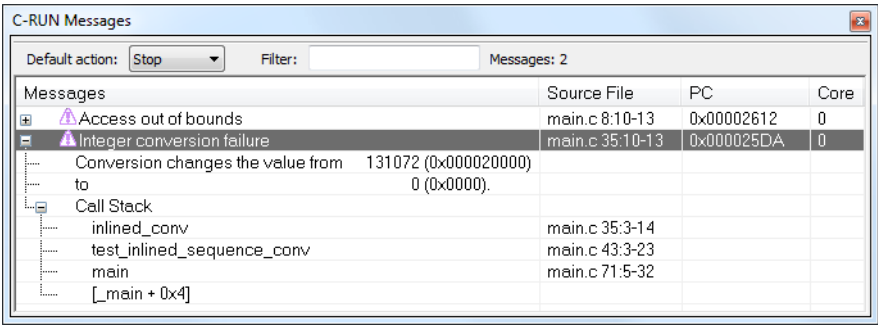 C-RUN Messages
Default action: Stop Filter: Messages: 2
Messages Source File PC Core
Access out of bounds main.c 8:10-13 0x00002612 0
Integer conversion failure main.c 35:10-13 0x000025DA 0
Conversion changes the value from 131072 (0x000020000)
to 0 (0x0000).
Call Stack
inlined_conv main.c 35:3-14
test_inlined_sequence_conv main.c 43:3-23
main main.c 71:5-32
[_main + 0x4]